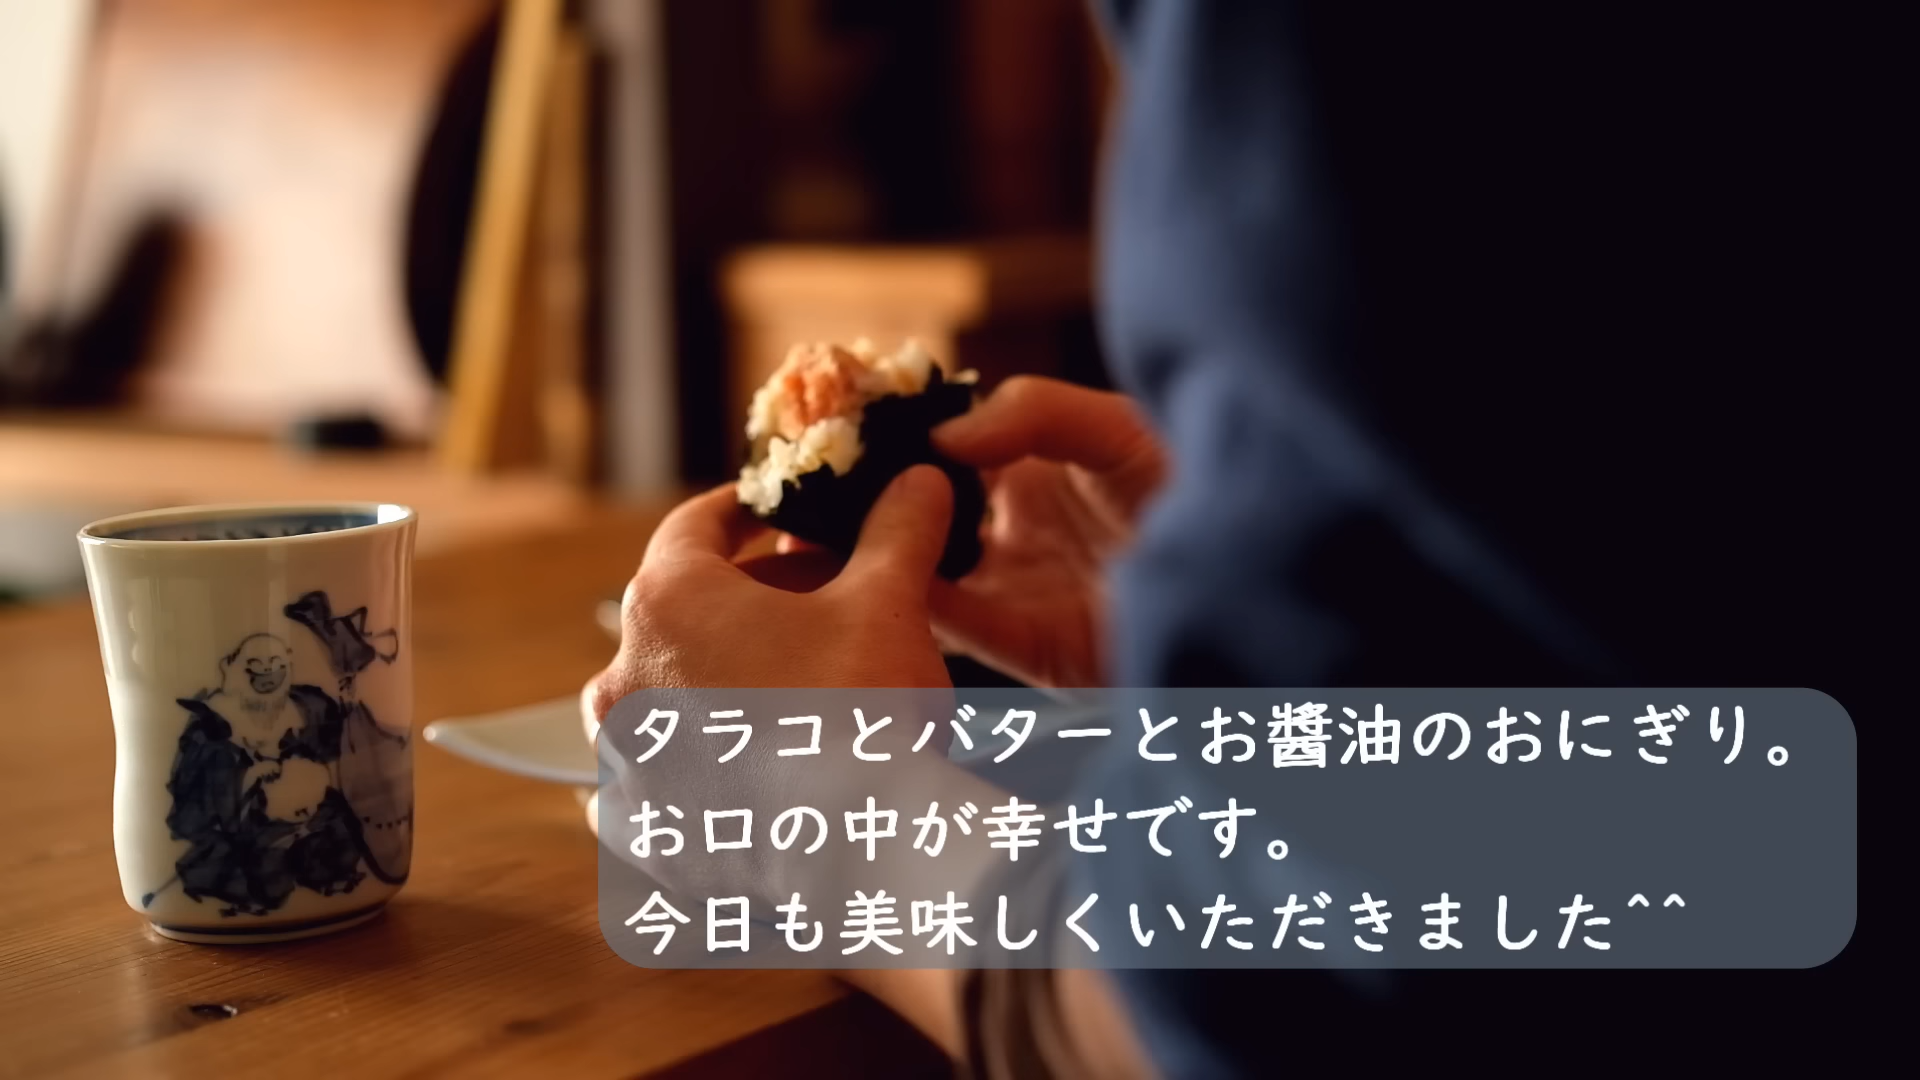 タラコとバターとお醬油のおにぎり。
お口の中が幸せです。
今日も美味しくいただきました^^